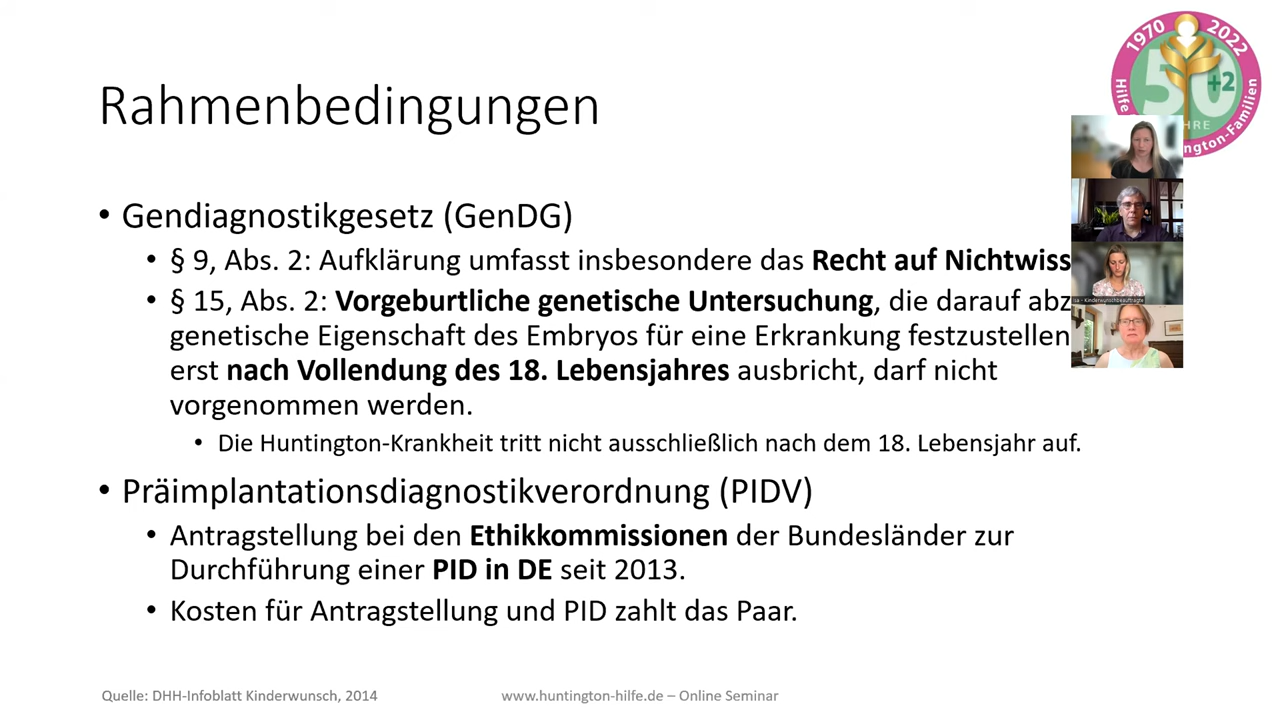 Rahmenbedingungen
• Gendiagnostikgesetz (GenDG)
• § 9, Abs. 2: Aufklärung umfasst insbesondere das Recht auf Nichtwiss
• § 15, Abs. 2: Vorgeburtliche genetische Untersuchung, die darauf abz
genetische Eigenschaft des Embryos für eine Erkrankung festzustellen
erst nach Vollendung des 18. Lebensjahres ausbricht, darf nicht
vorgenommen werden.
• Die Huntington-Krankheit tritt nicht ausschließlich nach dem 18. Lebensjahr auf.
• Präimplantationsdiagnostikverordnung (PIDV)
• Antragstellung bei den Ethikkommissionen der Bundesländer zur
Durchführung einer PID in DE seit 2013.
• Kosten für Antragstellung und PID zahlt das Paar.
Quelle: DHH-Infoblatt Kinderwunsch, 2014
www.huntington-hilfe.de – Online Seminar
1970 2022
50 +2
HRE
Hilfe
ngton-Familien
- Kinderwunschbeauftragte